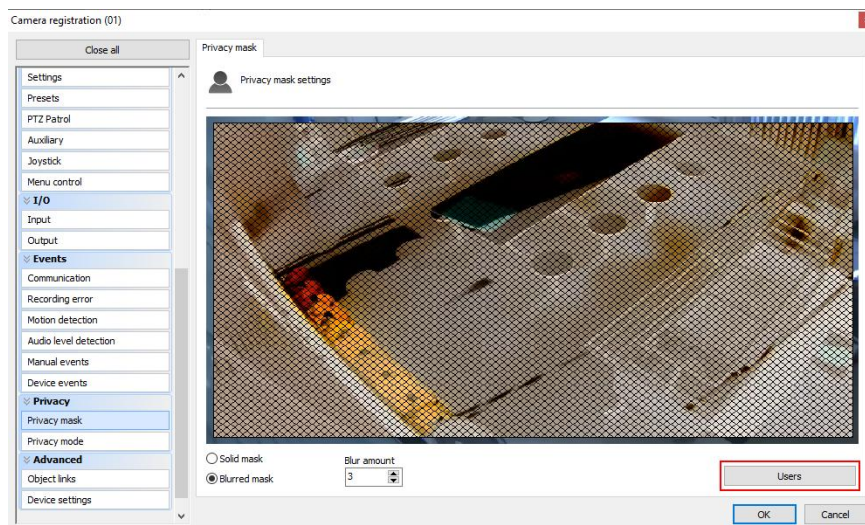 Camera registration (01)
Close all
Privacy mask
Settings
Privacy mask settings
Presets
PTZ Patrol
Auxiliary
Joystick
Menu control
I/O
Input
Output
Events
Communication
Recording error
Motion detection
Audio level detection
Manual events
Device events
Privacy
Privacy mask
Privacy mode
Advanced
Object links
Device settings
Solid mask
Blurred mask
Blur amount
3
Users
OK
Cancel